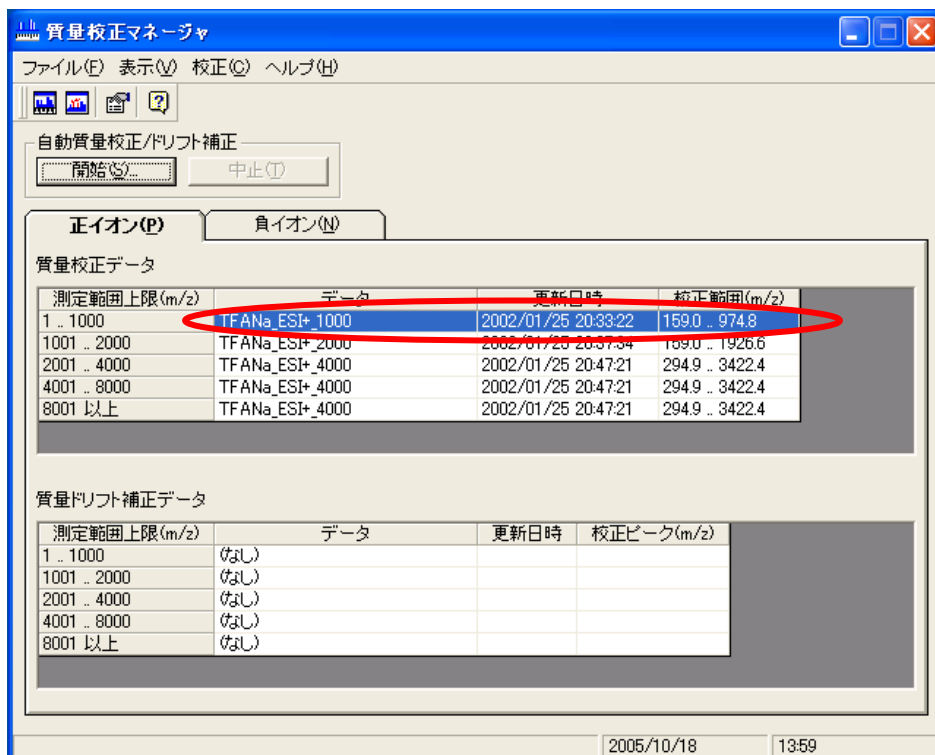 質量校正マネージャ
ファイル(F) 表示(V) 校正(C) ヘルプ(H)
自動質量校正/ドリフト補正
開始(S)... 中止(T)
正イオン(P) 負イオン(N)
質量校正データ
測定範囲上限(m/z) データ 更新日時 校正範囲(m/z)
1 .. 1000 TFANa_ESI+_1000 2002/01/25 20:33:22 159.0 .. 974.8
1001 .. 2000 TFANa_ESI+_2000 2002/01/25 20:37:34 159.0 .. 1926.6
2001 .. 4000 TFANa_ESI+_4000 2002/01/25 20:47:21 294.9 .. 3422.4
4001 .. 8000 TFANa_ESI+_4000 2002/01/25 20:47:21 294.9 .. 3422.4
8001 以上 TFANa_ESI+_4000 2002/01/25 20:47:21 294.9 .. 3422.4
質量ドリフト補正データ
測定範囲上限(m/z) データ 更新日時 校正ピーク(m/z)
1 .. 1000 (なし)
1001 .. 2000 (なし)
2001 .. 4000 (なし)
4001 .. 8000 (なし)
8001 以上 (なし)
2005/10/18 13:59